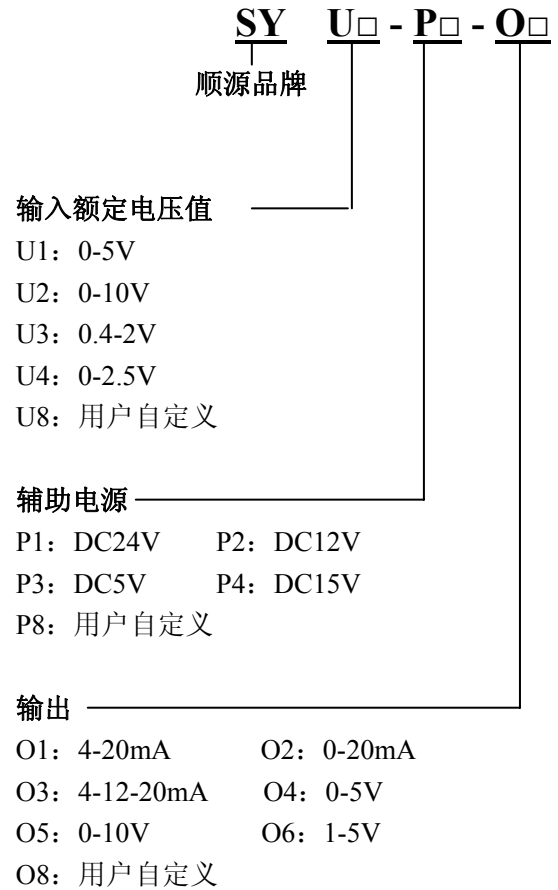 SY U□ - P□ - O□
顺源品牌
输入额定电压值
U1：0-5V
U2：0-10V
U3：0.4-2V
U4：0-2.5V
U8：用户自定义
辅助电源
P1：DC24V P2：DC12V
P3：DC5V P4：DC15V
P8：用户自定义
输出
O1：4-20mA O2：0-20mA
O3：4-12-20mA O4：0-5V
O5：0-10V O6：1-5V
O8：用户自定义